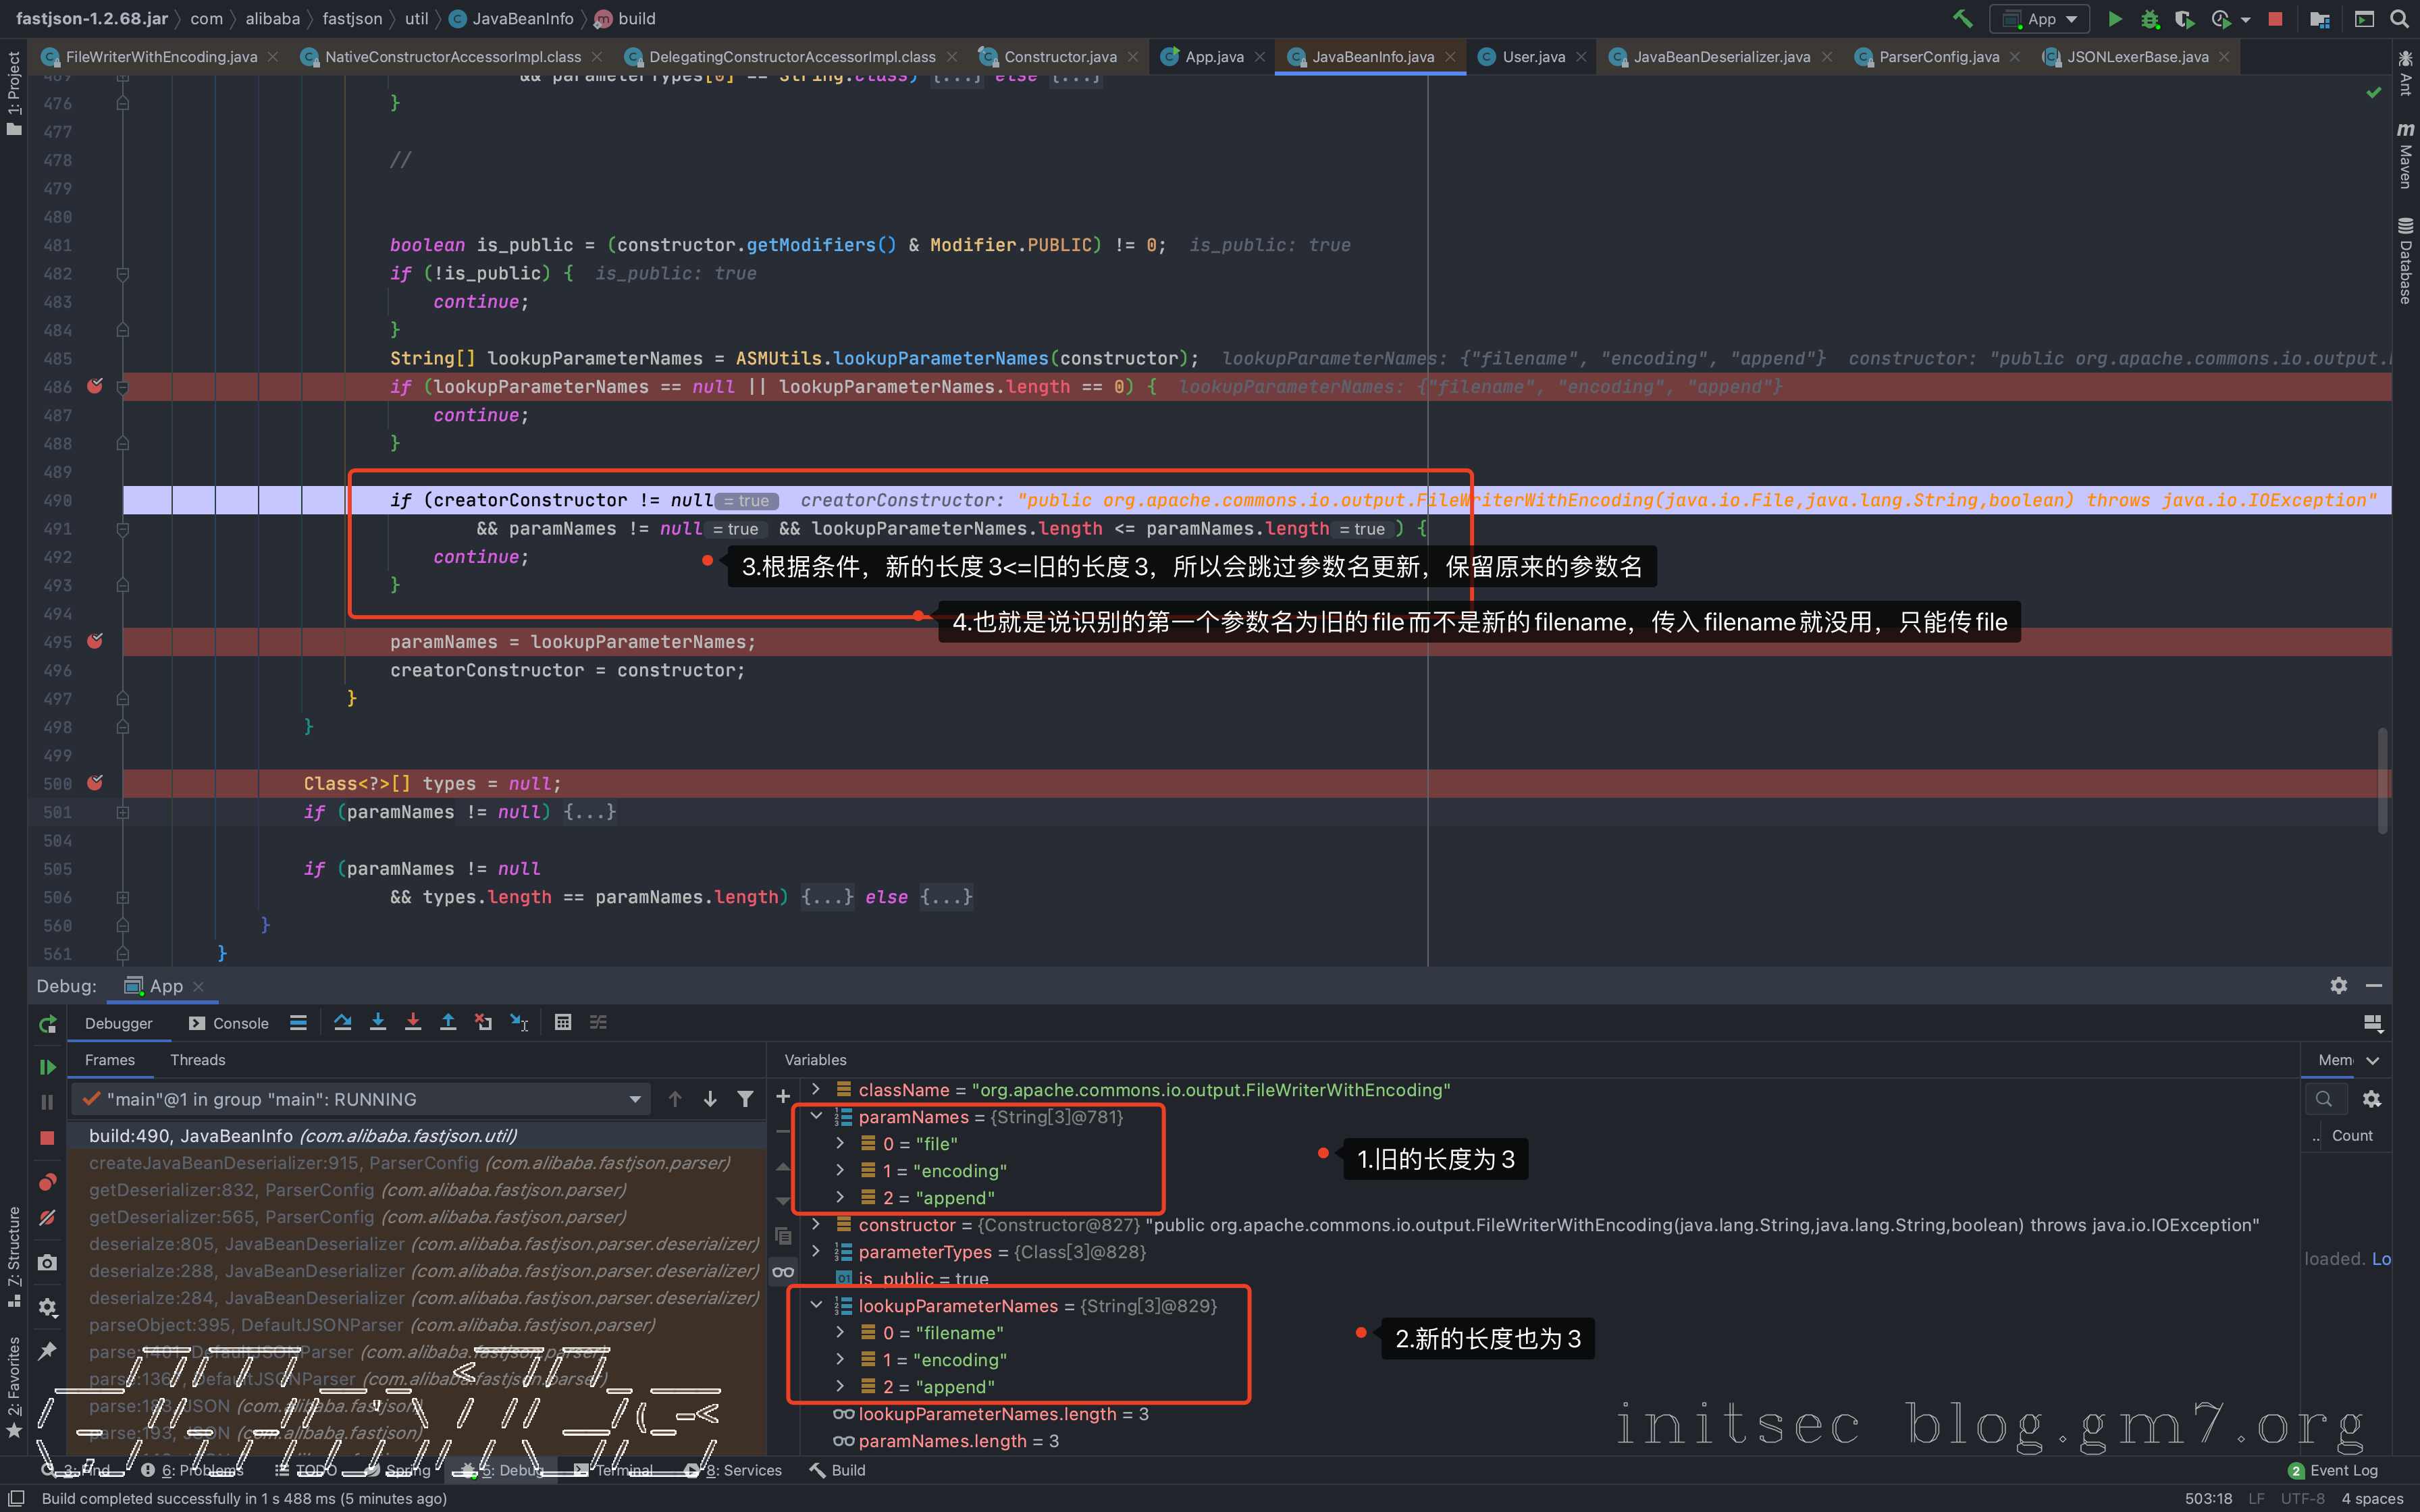 fastjson-1.2.68.jar 〉 com 〉 alibaba 〉 fastjson 〉 util 〉 JavaBeanInfo 〉 build
App
FileWriterWithEncoding.java NativeConstructorAccessorImpl.class DelegatingConstructorAccessorImpl.class Constructor.java App.java JavaBeanInfo.java User.java JavaBeanDeserializer.java ParserConfig.java JSONLexerBase.java
1: Project
Ant
Maven
Database
469 && parameterTypes[0] == String.class) {...} else {...}
476 }
477
478 //
479
480
481 boolean is_public = (constructor.getModifiers() & Modifier.PUBLIC) != 0; is_public: true
482 if (!is_public) { is_public: true
483 continue;
484 }
485 String[] lookupParameterNames = ASMUtils.lookupParameterNames(constructor); lookupParameterNames: {"filename", "encoding", "append"} constructor: "public org.apache.commons.io.output.
486 if (lookupParameterNames == null || lookupParameterNames.length == 0) { lookupParameterNames: {"filename", "encoding", "append"}
487 continue;
488 }
489
490 if (creatorConstructor != null = true creatorConstructor: "public org.apache.commons.io.output.FileWriterWithEncoding(java.io.File,java.lang.String,boolean) throws java.io.IOException"
491 && paramNames != null = true && lookupParameterNames.length <= paramNames.length = true ) {
492 continue;
3.根据条件，新的长度3<=旧的长度3，所以会跳过参数名更新，保留原来的参数名
493 }
494
4.也就是说识别的第一个参数名为旧的file而不是新的filename，传入filename就没用，只能传file
495 paramNames = lookupParameterNames;
496 creatorConstructor = constructor;
497 }
498 }
499
500 Class<?>[] types = null;
501 if (paramNames != null) {...}
504
505 if (paramNames != null
506 && types.length == paramNames.length) {...} else {...}
560 }
561 }
Debug: App
Debugger Console
Frames Threads
Variables
Mem
"main"@1 in group "main": RUNNING
Count
loaded. Lo
build:490, JavaBeanInfo (com.alibaba.fastjson.util)
createJavaBeanDeserializer:915, ParserConfig (com.alibaba.fastjson.parser)
getDeserializer:832, ParserConfig (com.alibaba.fastjson.parser)
getDeserializer:565, ParserConfig (com.alibaba.fastjson.parser)
deserialze:805, JavaBeanDeserializer (com.alibaba.fastjson.parser.deserializer)
deserialze:288, JavaBeanDeserializer (com.alibaba.fastjson.parser.deserializer)
deserialze:284, JavaBeanDeserializer (com.alibaba.fastjson.parser.deserializer)
parseObject:395, DefaultJSONParser (com.alibaba.fastjson.parser)
parse:1401, DefaultJSONParser (com.alibaba.fastjson.parser)
parse:1367, DefaultJSONParser (com.alibaba.fastjson.parser)
parse:183, JSON (com.alibaba.fastjson)
parse:193, JSON (com.alibaba.fastjson)
className = "org.apache.commons.io.output.FileWriterWithEncoding"
paramNames = {String[3]@781}
0 = "file"
1 = "encoding"
2 = "append"
1.旧的长度为3
constructor = {Constructor@827} "public org.apache.commons.io.output.FileWriterWithEncoding(java.lang.String,java.lang.String,boolean) throws java.io.IOException"
parameterTypes = {Class[3]@828}
is_public = true
lookupParameterNames = {String[3]@829}
0 = "filename"
1 = "encoding"
2 = "append"
2.新的长度也为3
lookupParameterNames.length = 3
paramNames.length = 3
initsec blog.gm7.org
7: Structure
2: Favorites
3: Find 6: Problems TODO Spring 5: Debug Terminal 8: Services Build
2 Event Log
Build completed successfully in 1 s 488 ms (5 minutes ago)
503:18 LF UTF-8 4 spaces